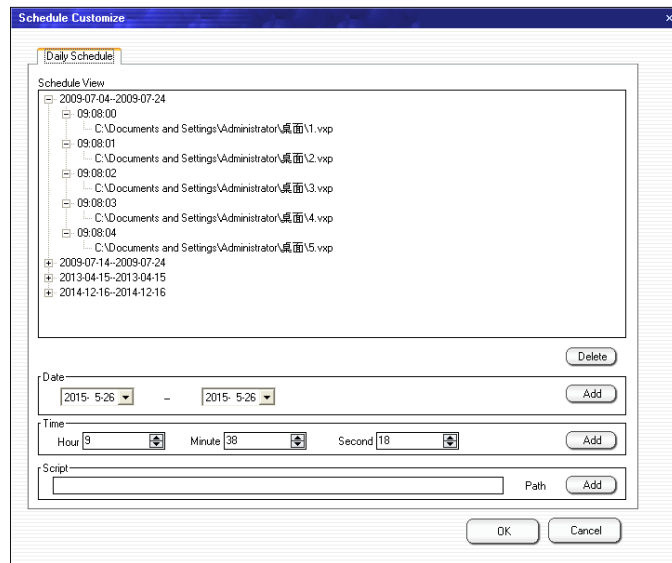 Schedule Customize
Daily Schedule
Schedule View
2009-07-04--2009-07-24
09:08:00
C:\Documents and Settings\Administrator\桌面\1.vxp
09:08:01
C:\Documents and Settings\Administrator\桌面\2.vxp
09:08:02
C:\Documents and Settings\Administrator\桌面\3.vxp
09:08:03
C:\Documents and Settings\Administrator\桌面\4.vxp
09:08:04
C:\Documents and Settings\Administrator\桌面\5.vxp
2009-07-14--2009-07-24
2013-04-15--2013-04-15
2014-12-16--2014-12-16
Delete
Date
2015- 5-26 – 2015- 5-26 Add
Time
Hour 9 Minute 38 Second 18 Add
Script
Path Add
OK Cancel